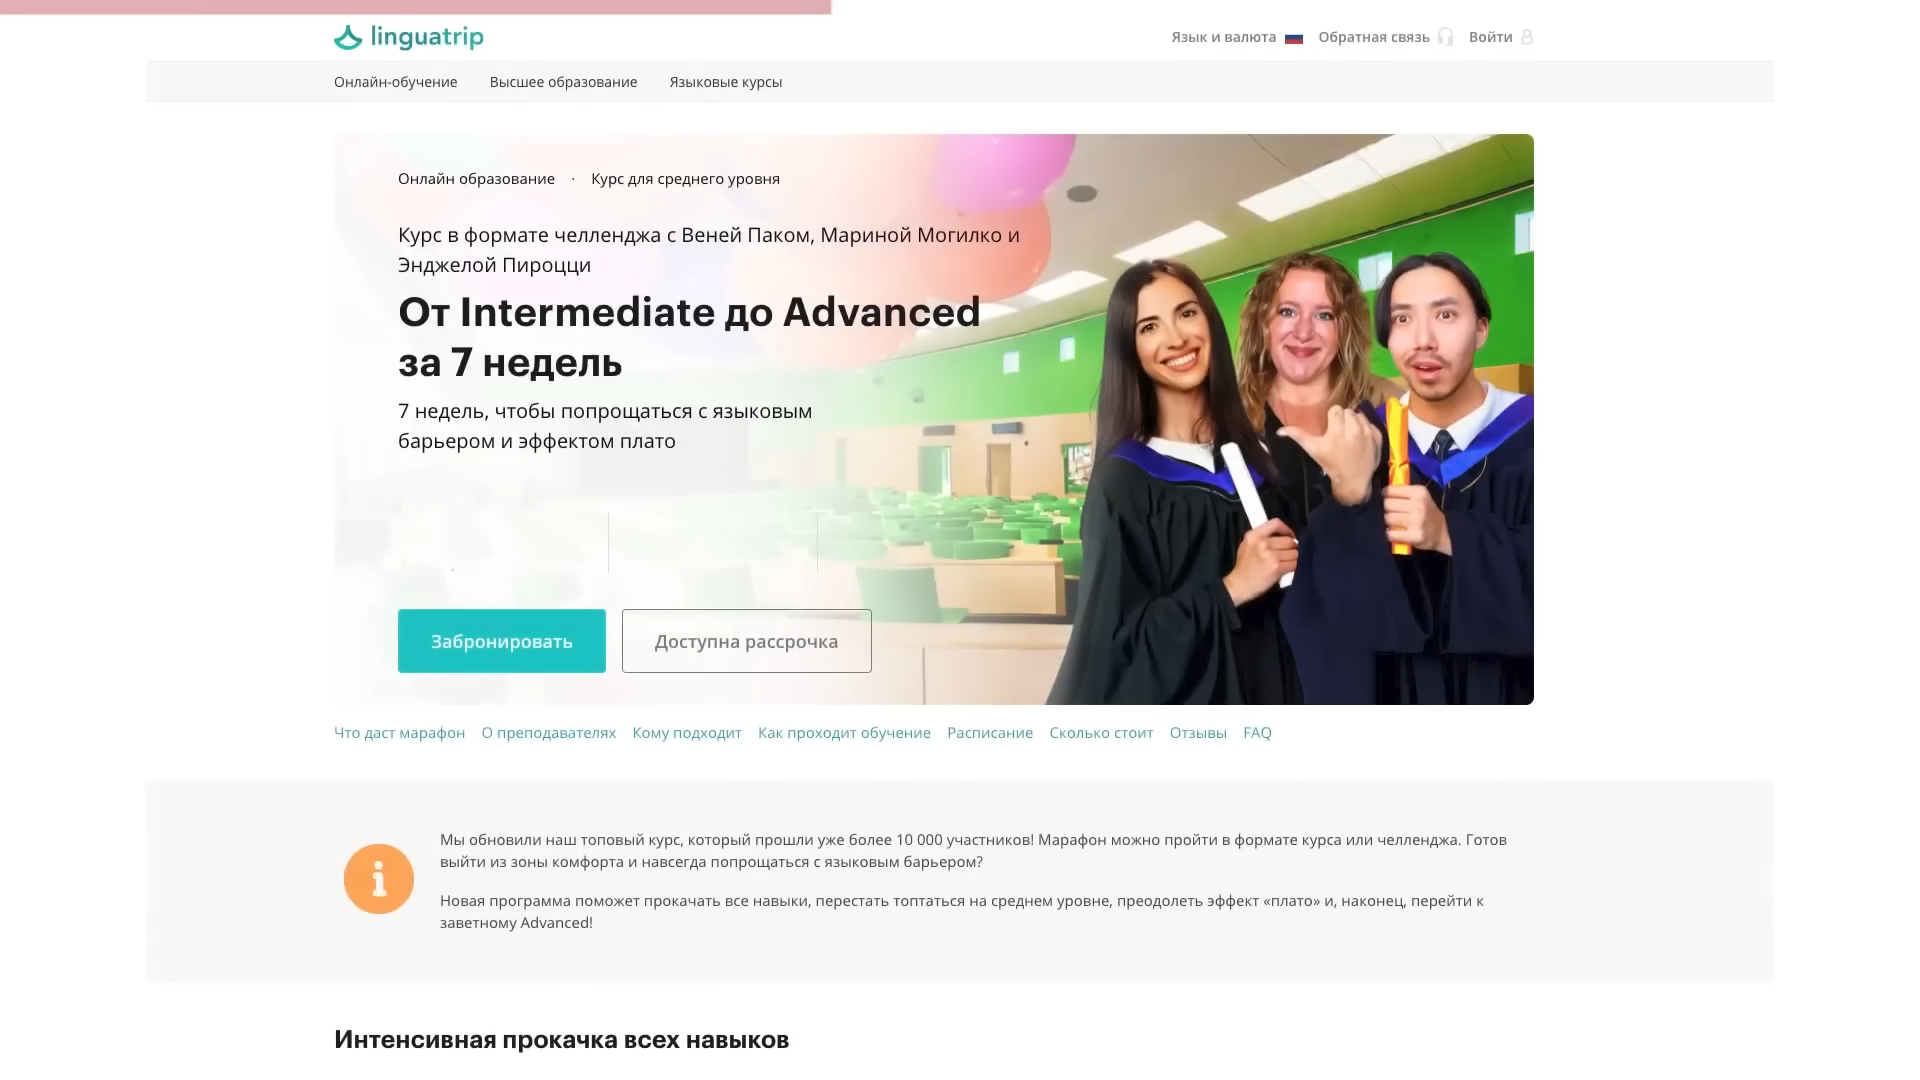 linguatrip
Язык и валюта Обратная связь Войти
Онлайн-обучение Высшее образование Языковые курсы
Онлайн образование · Курс для среднего уровня
Курс в формате челленджа с Веней Паком, Мариной Могилко и
Энджелой Пироцци
От Intermediate до Advanced
за 7 недель
7 недель, чтобы попрощаться с языковым
барьером и эффектом плато
Забронировать Доступна рассрочка
Что даст марафон О преподавателях Кому подходит Как проходит обучение Расписание Сколько стоит Отзывы FAQ
Мы обновили наш топовый курс, который прошли уже более 10 000 участников! Марафон можно пройти в формате курса или челленджа. Готов
выйти из зоны комфорта и навсегда попрощаться с языковым барьером?
Новая программа поможет прокачать все навыки, перестать топтаться на среднем уровне, преодолеть эффект «плато» и, наконец, перейти к
заветному Advanced!
Интенсивная прокачка всех навыков